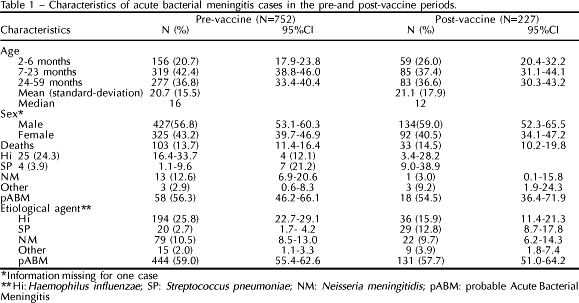 Table 1 – Characteristics of acute bacterial meningitis cases in the pre-and post-vaccine periods.
Characteristics Pre-vaccine (N=752) Post-vaccine (N=227)
N (%) 95%CI N (%) 95%CI
Age
2-6 months 156 (20.7) 17.9-23.8 59 (26.0) 20.4-32.2
7-23 months 319 (42.4) 38.8-46.0 85 (37.4) 31.1-44.1
24-59 months 277 (36.8) 33.4-40.4 83 (36.6) 30.3-43.2
Mean (standard-deviation) 20.7 (15.5) 21.1 (17.9)
Median 16 12
Sex*
Male 427(56.8) 53.1-60.3 134(59.0) 52.3-65.5
Female 325 (43.2) 39.7-46.9 92 (40.5) 34.1-47.2
Deaths 103 (13.7) 11.4-16.4 33 (14.5) 10.2-19.8
Hi 25 (24.3) 16.4-33.7 4 (12.1) 3.4-28.2
SP 4 (3.9) 1.1-9.6 7 (21.2) 9.0-38.9
NM 13 (12.6) 6.9-20.6 1 (3.0) 0.1-15.8
Other 3 (2.9) 0.6-8.3 3 (9.2) 1.9-24.3
pABM 58 (56.3) 46.2-66.1 18 (54.5) 36.4-71.9
Etiological agent**
Hi 194 (25.8) 22.7-29.1 36 (15.9) 11.4-21.3
SP 20 (2.7) 1.7- 4.2 29 (12.8) 8.7-17.8
NM 79 (10.5) 8.5-13.0 22 (9.7) 6.2-14.3
Other 15 (2.0) 1.1-3.3 9 (3.9) 1.8-7.4
pABM 444 (59.0) 55.4-62.6 131 (57.7) 51.0-64.2
*Information missing for one case
**Hi: Haemophilus influenzae; SP: Streptococcus pneumoniae; NM: Neisseria meningitidis; pABM: probable Acute Bacterial
Meningitis